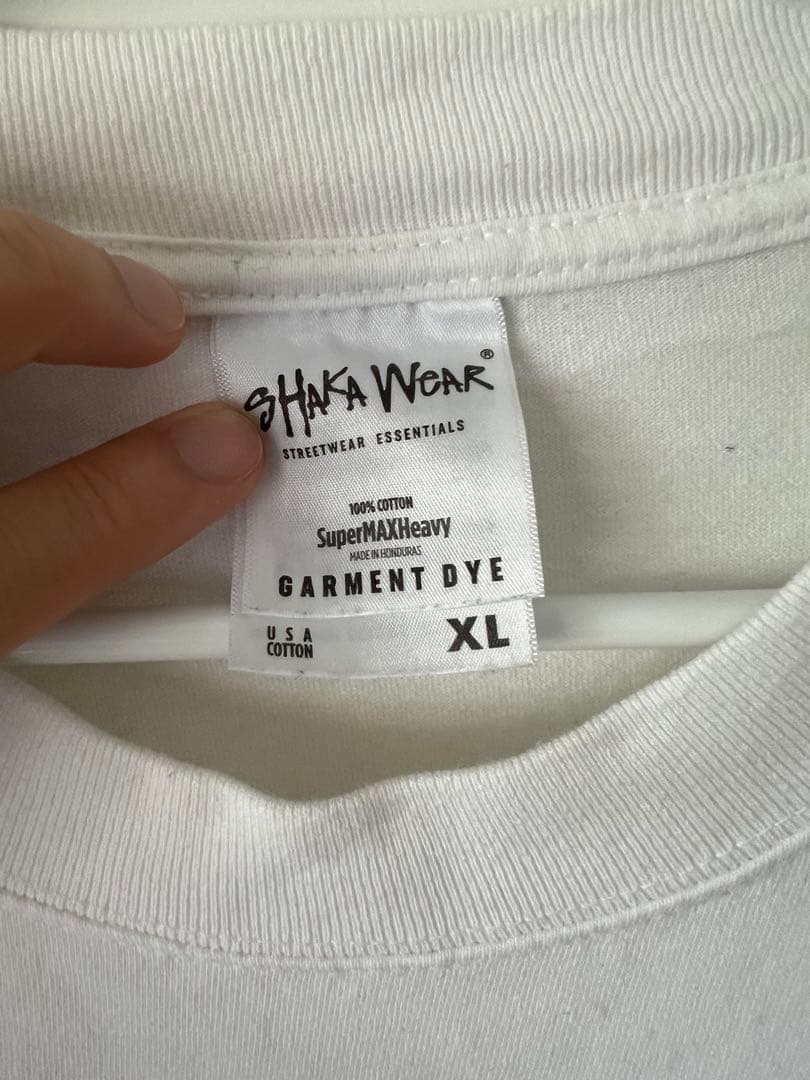 SHAKA WEAR®
STREETWEAR ESSENTIALS
100% COTTON
SuperMAXHeavy
MADE IN HONDURAS
GARMENT DYE
USA
COTTON
XL